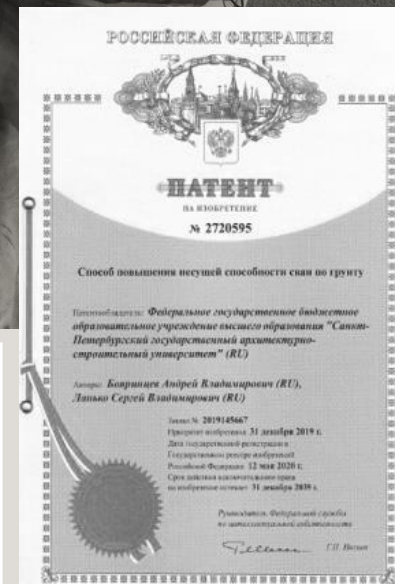 РОССИЙСКАЯ ФЕДЕРАЦИЯ
ПАТЕНТ
НА ИЗОБРЕТЕНИЕ
№ 2720595
Способ повышения несущей способности сваи по грунту
Патентообладатель: Федеральное государственное бюджетное
образовательное учреждение высшего образования "Санкт-
Петербургский государственный архитектурно-
строительный университет" (RU)
Авторы: Бояринцев Андрей Владимирович (RU),
Ланько Сергей Владимирович (RU)
Заявка № 2019145667
Приоритет изобретения 31 декабря 2019 г.
Дата государственной регистрации в
Государственном реестре изобретений
Российской Федерации 12 мая 2020 г.
Срок действия исключительного права
на изобретение истекает 31 декабря 2039 г.
Руководитель Федеральной службы
по интеллектуальной собственности
Г.П. Ивлиев